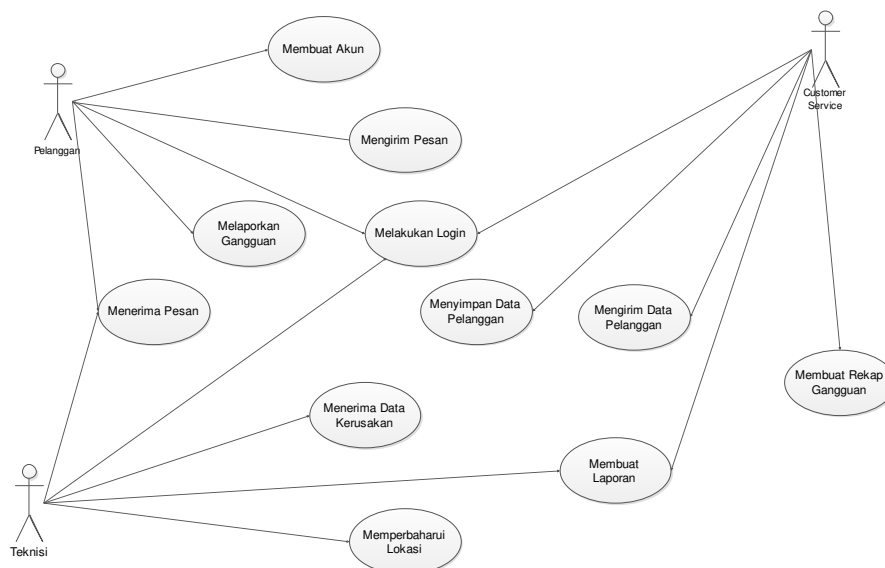 Membuat Akun
Customer
Service
Pelanggan
Mengirim Pesan
Melaporkan
Gangguan
Melakukan Login
Menerima Pesan
Menyimpan Data
Pelanggan
Mengirim Data
Pelanggan
Membuat Rekap
Gangguan
Menerima Data
Kerusakan
Membuat
Laporan
Teknisi
Memperbaharui
Lokasi